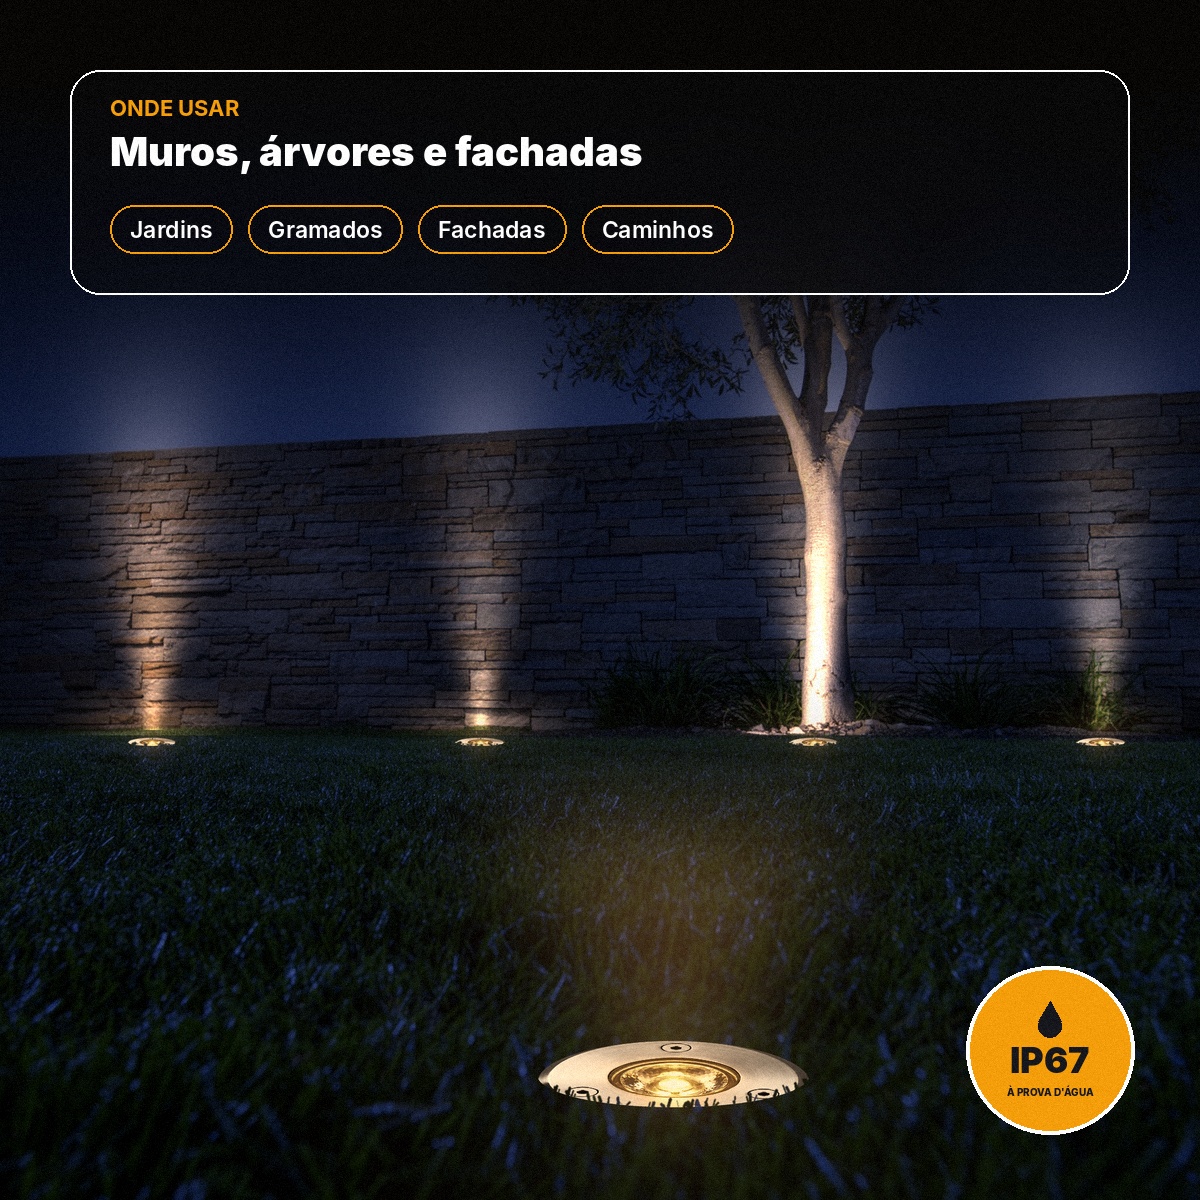 ONDE USAR
Muros, árvores e fachadas
Jardins Gramados Fachadas Caminhos
IP67
À PROVA D'ÁGUA